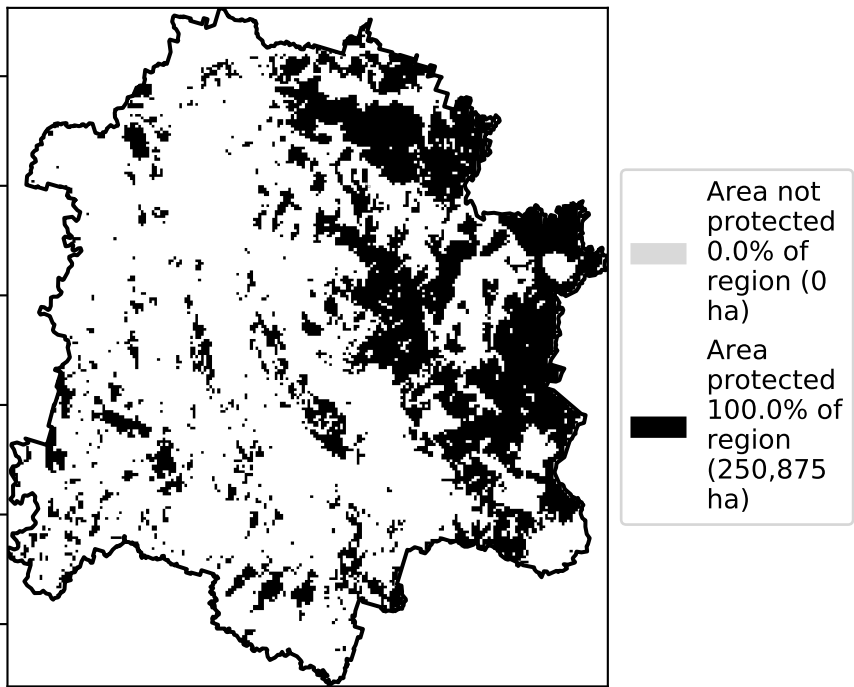 Area not
protected
0.0% of
region (0
ha)
Area
protected
100.0% of
region
(250,875
ha)